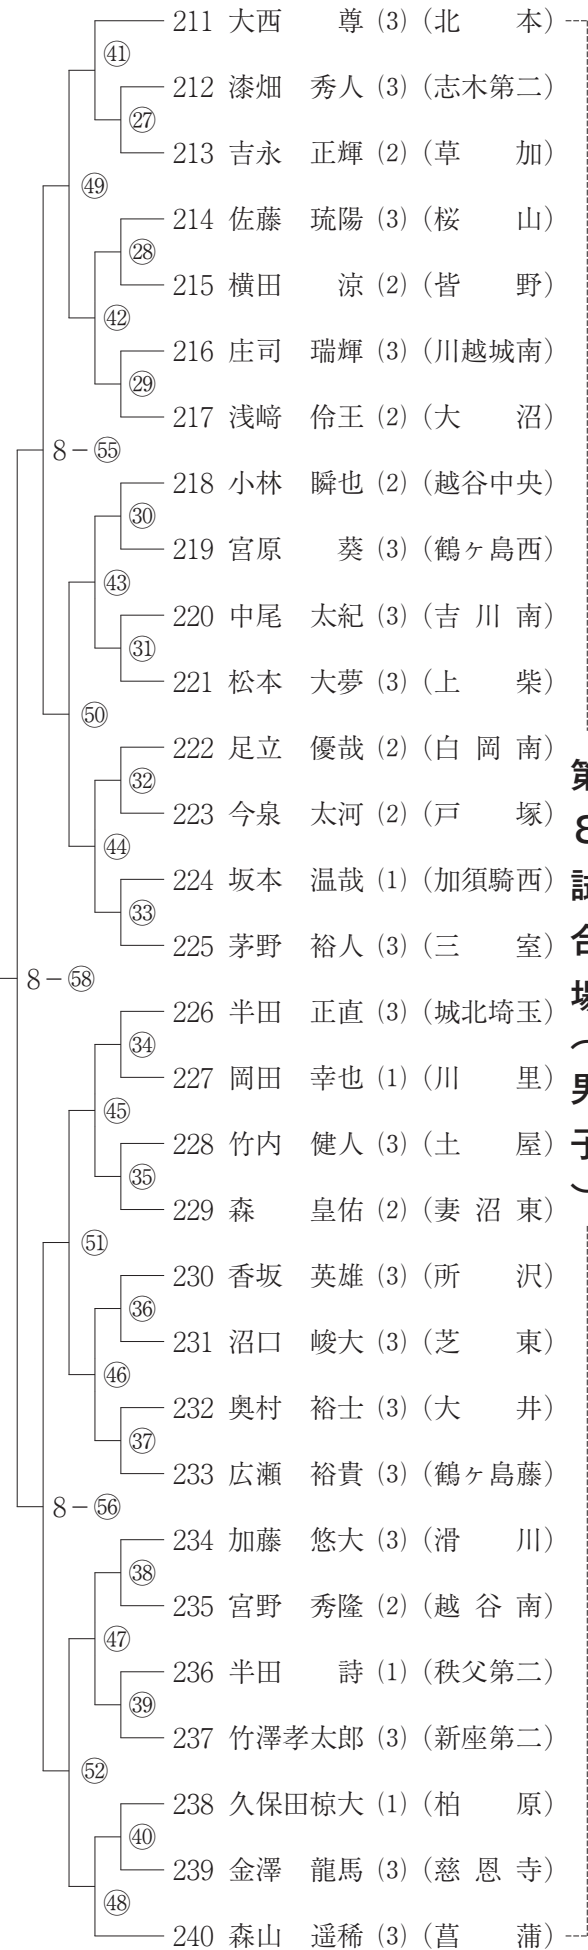 211 大西　　尊 (3) (北　　本)
㊶
212 漆畑　秀人 (3) (志木第二)
㉗
213 吉永　正輝 (2) (草　　加)
㊾
214 佐藤　琉陽 (3) (桜　　山)
㉘
215 横田　　涼 (2) (皆　　野)
㊷
216 庄司　瑞輝 (3) (川越城南)
㉙
217 浅﨑　伶王 (2) (大　　沼)
8－55
218 小林　瞬也 (2) (越谷中央)
㉚
219 宮原　　葵 (3) (鶴ヶ島西)
㊸
220 中尾　太紀 (3) (吉 川 南)
㉛
221 松本　大夢 (3) (上　　柴)
㊿
222 足立　優哉 (2) (白 岡 南)
㉜
223 今泉　太河 (2) (戸　　塚)
㊹
224 坂本　温哉 (1) (加須騎西)
㉝
225 茅野　裕人 (3) (三　　室)
8－58
226 半田　正直 (3) (城北埼玉)
㉞
227 岡田　幸也 (1) (川　　里)
㊺
228 竹内　健人 (3) (土　　屋)
㉟
229 森　　皇佑 (2) (妻 沼 東)
51
230 香坂　英雄 (3) (所　　沢)
㊱
231 沼口　峻大 (3) (芝　　東)
㊻
232 奥村　裕士 (3) (大　　井)
㊲
233 広瀬　裕貴 (3) (鶴ヶ島藤)
8－56
234 加藤　悠大 (3) (滑　　川)
㊳
235 宮野　秀隆 (2) (越 谷 南)
㊼
236 半田　　詩 (1) (秩父第二)
㊴
237 竹澤孝太郎 (3) (新座第二)
52
238 久保田椋大 (1) (柏　　原)
㊵
239 金澤　龍馬 (3) (慈 恩 寺)
㊽
240 森山　遥稀 (3) (菖　　蒲)
第8試合場（男子）